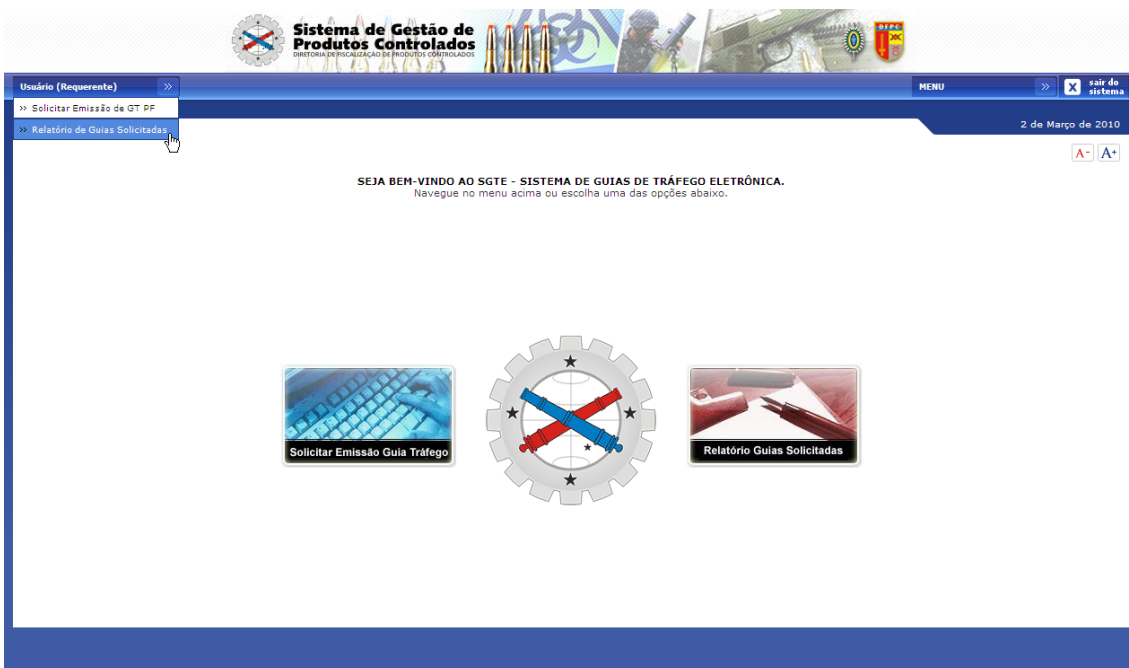 Sistema de Gestão de
Produtos Controlados
DIRETORIA DE FISCALIZAÇÃO DE PRODUTOS CONTROLADOS
DFPC
Usuário (Requerente) »
MENU »
X sair do
sistema
» Solicitar Emissão de GT PF
» Relatório de Guias Solicitadas
2 de Março de 2010
A- A+
SEJA BEM-VINDO AO SGTE - SISTEMA DE GUIAS DE TRÁFEGO ELETRÔNICA.
Navegue no menu acima ou escolha uma das opções abaixo.
Solicitar Emissão Guia Tráfego
Relatório Guias Solicitadas